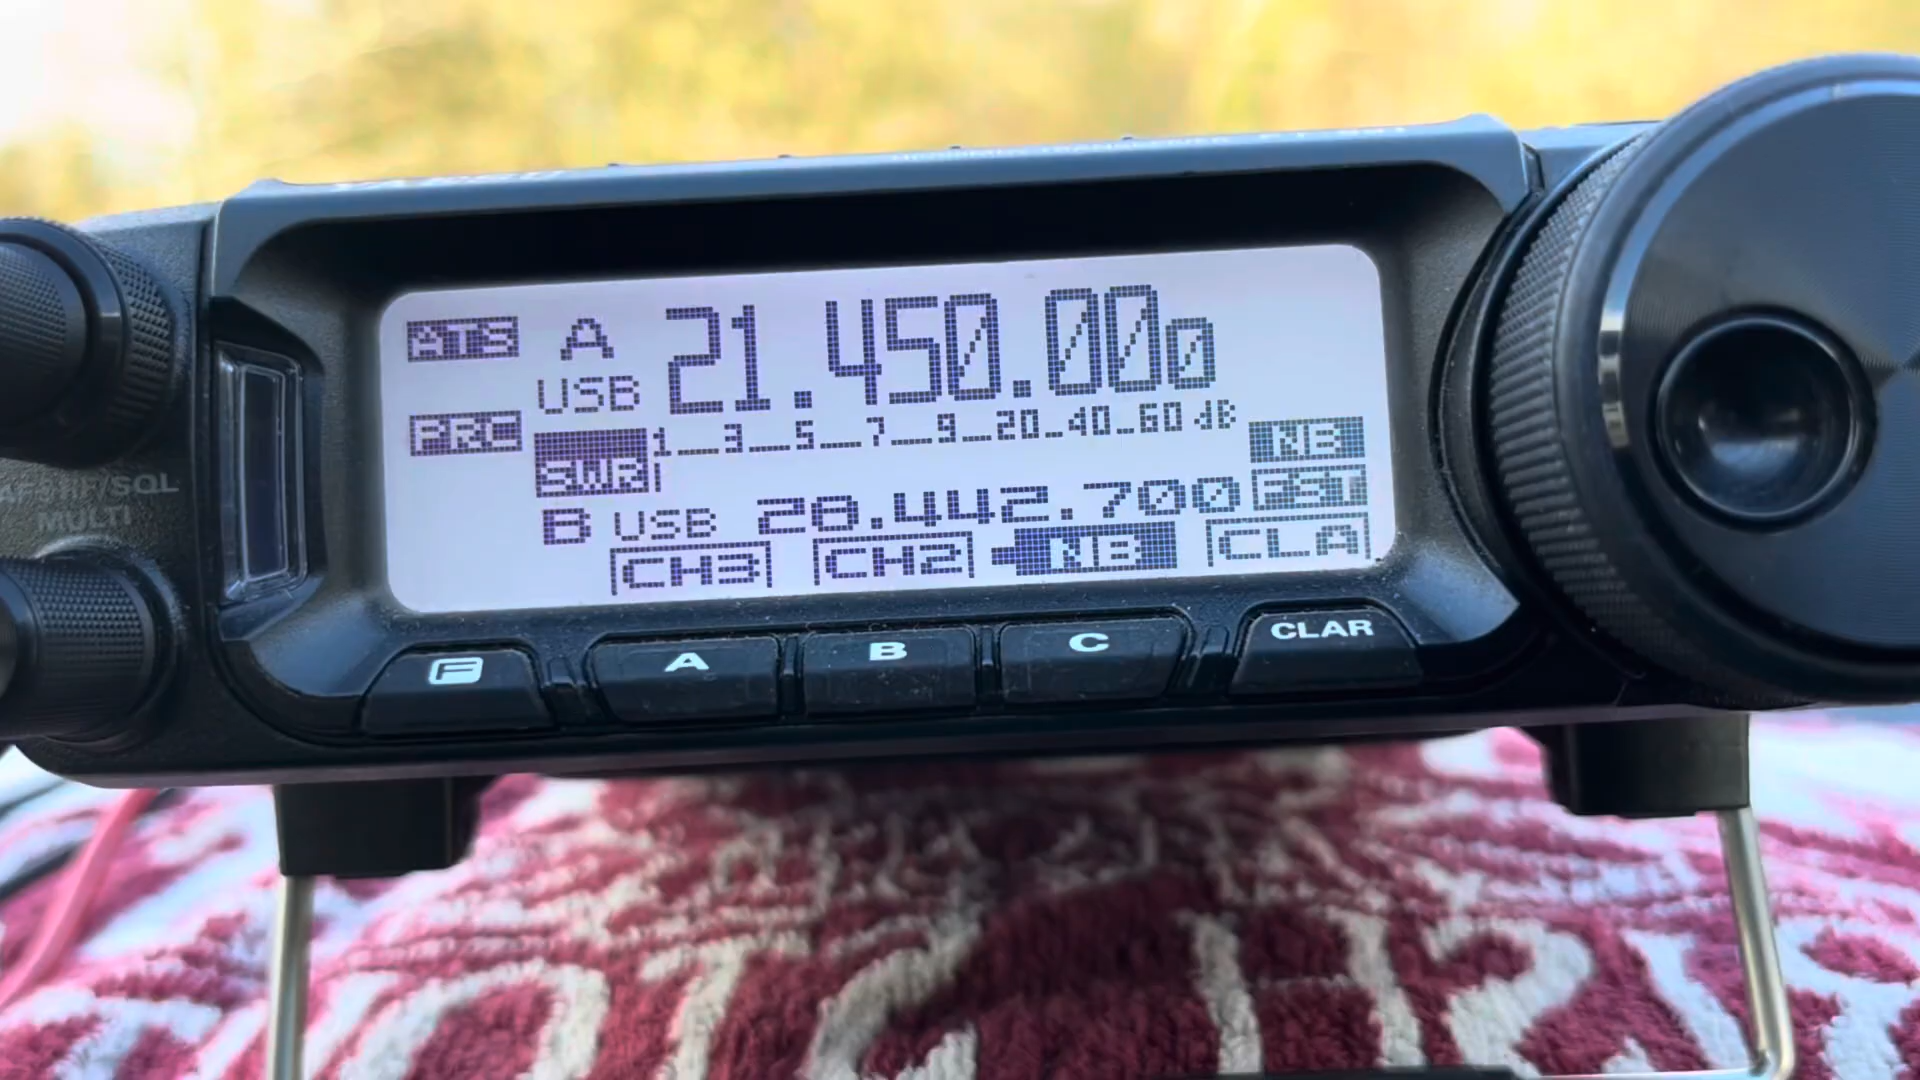 ATS A 21.450.000
USB
PRC 1 3 5 7 9 20 40 60 dB NB
SWR
B USB 28.442.700 FST
CH3 CH2 NB CLA
F A B C CLAR
AF RF/SQL
MULTI